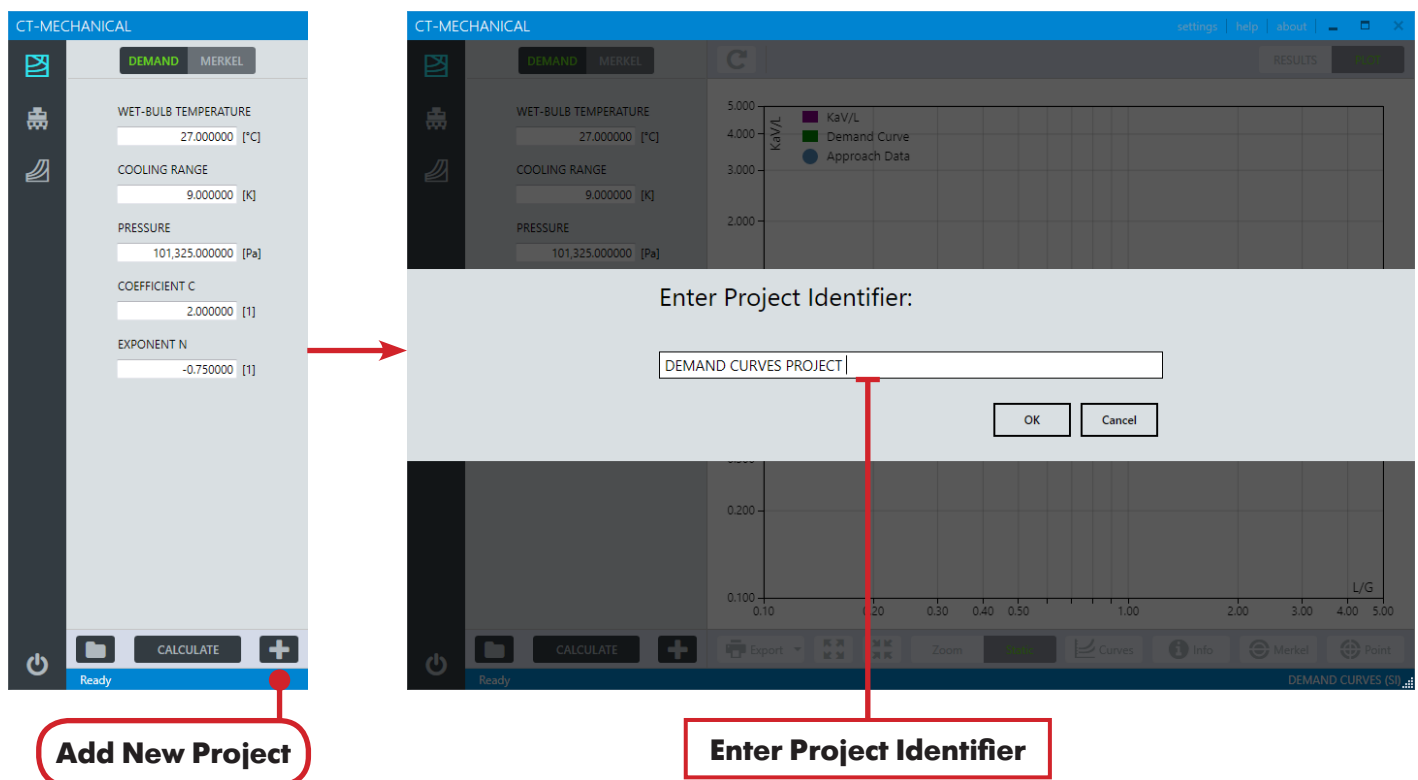 CT-MECHANICAL
DEMAND MERKEL
WET-BULB TEMPERATURE
27.000000 [°C]
COOLING RANGE
9.000000 [K]
PRESSURE
101,325.000000 [Pa]
COEFFICIENT C
2.000000 [1]
EXPONENT N
-0.750000 [1]
CALCULATE
Ready
Add New Project
CT-MECHANICAL
settings help about
DEMAND MERKEL
RESULTS PLOT
WET-BULB TEMPERATURE
27.000000 [°C]
COOLING RANGE
9.000000 [K]
PRESSURE
101,325.000000 [Pa]
5.000
4.000
3.000
2.000
KaV/L
KaV/L
Demand Curve
Approach Data
Enter Project Identifier:
DEMAND CURVES PROJECT
OK Cancel
0.200
0.100
0.10 0.20 0.30 0.40 0.50 1.00 2.00 3.00 4.00 5.00
L/G
CALCULATE
Export Zoom Static Curves Info Merkel Point
Ready
DEMAND CURVES (SI)
Enter Project Identifier